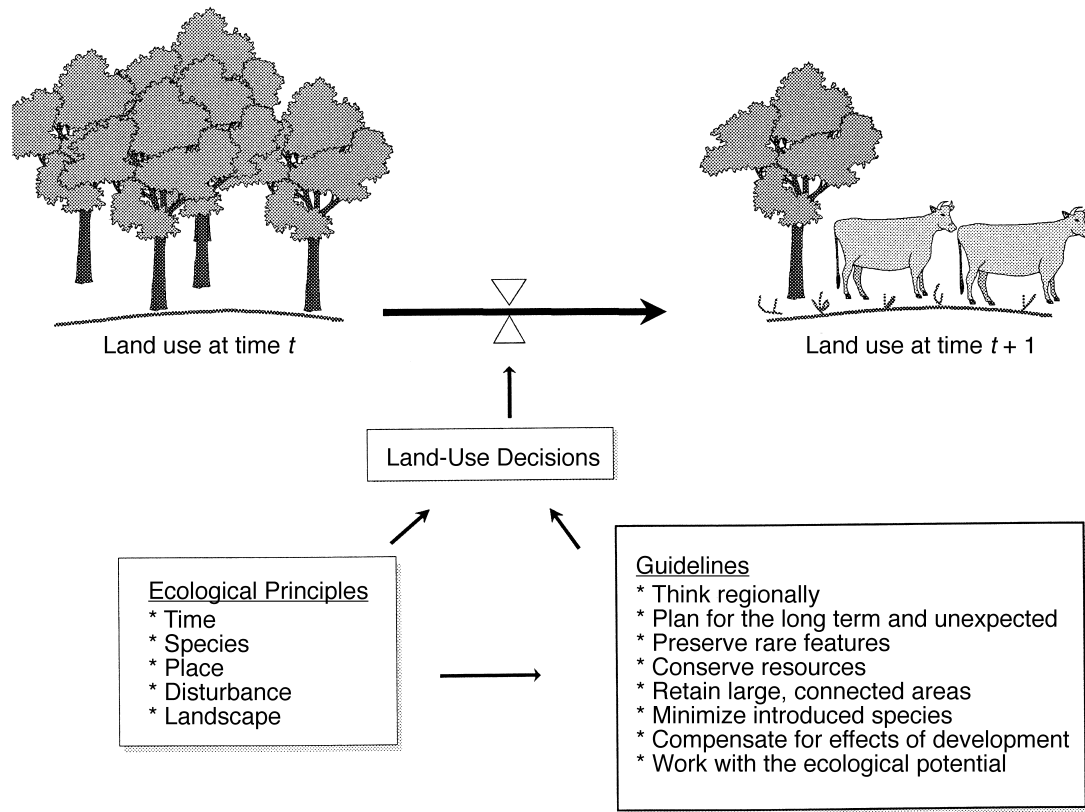 Land use at time t
Land use at time t + 1
Land-Use Decisions
Ecological Principles
* Time
* Species
* Place
* Disturbance
* Landscape
Guidelines
* Think regionally
* Plan for the long term and unexpected
* Preserve rare features
* Conserve resources
* Retain large, connected areas
* Minimize introduced species
* Compensate for effects of development
* Work with the ecological potential